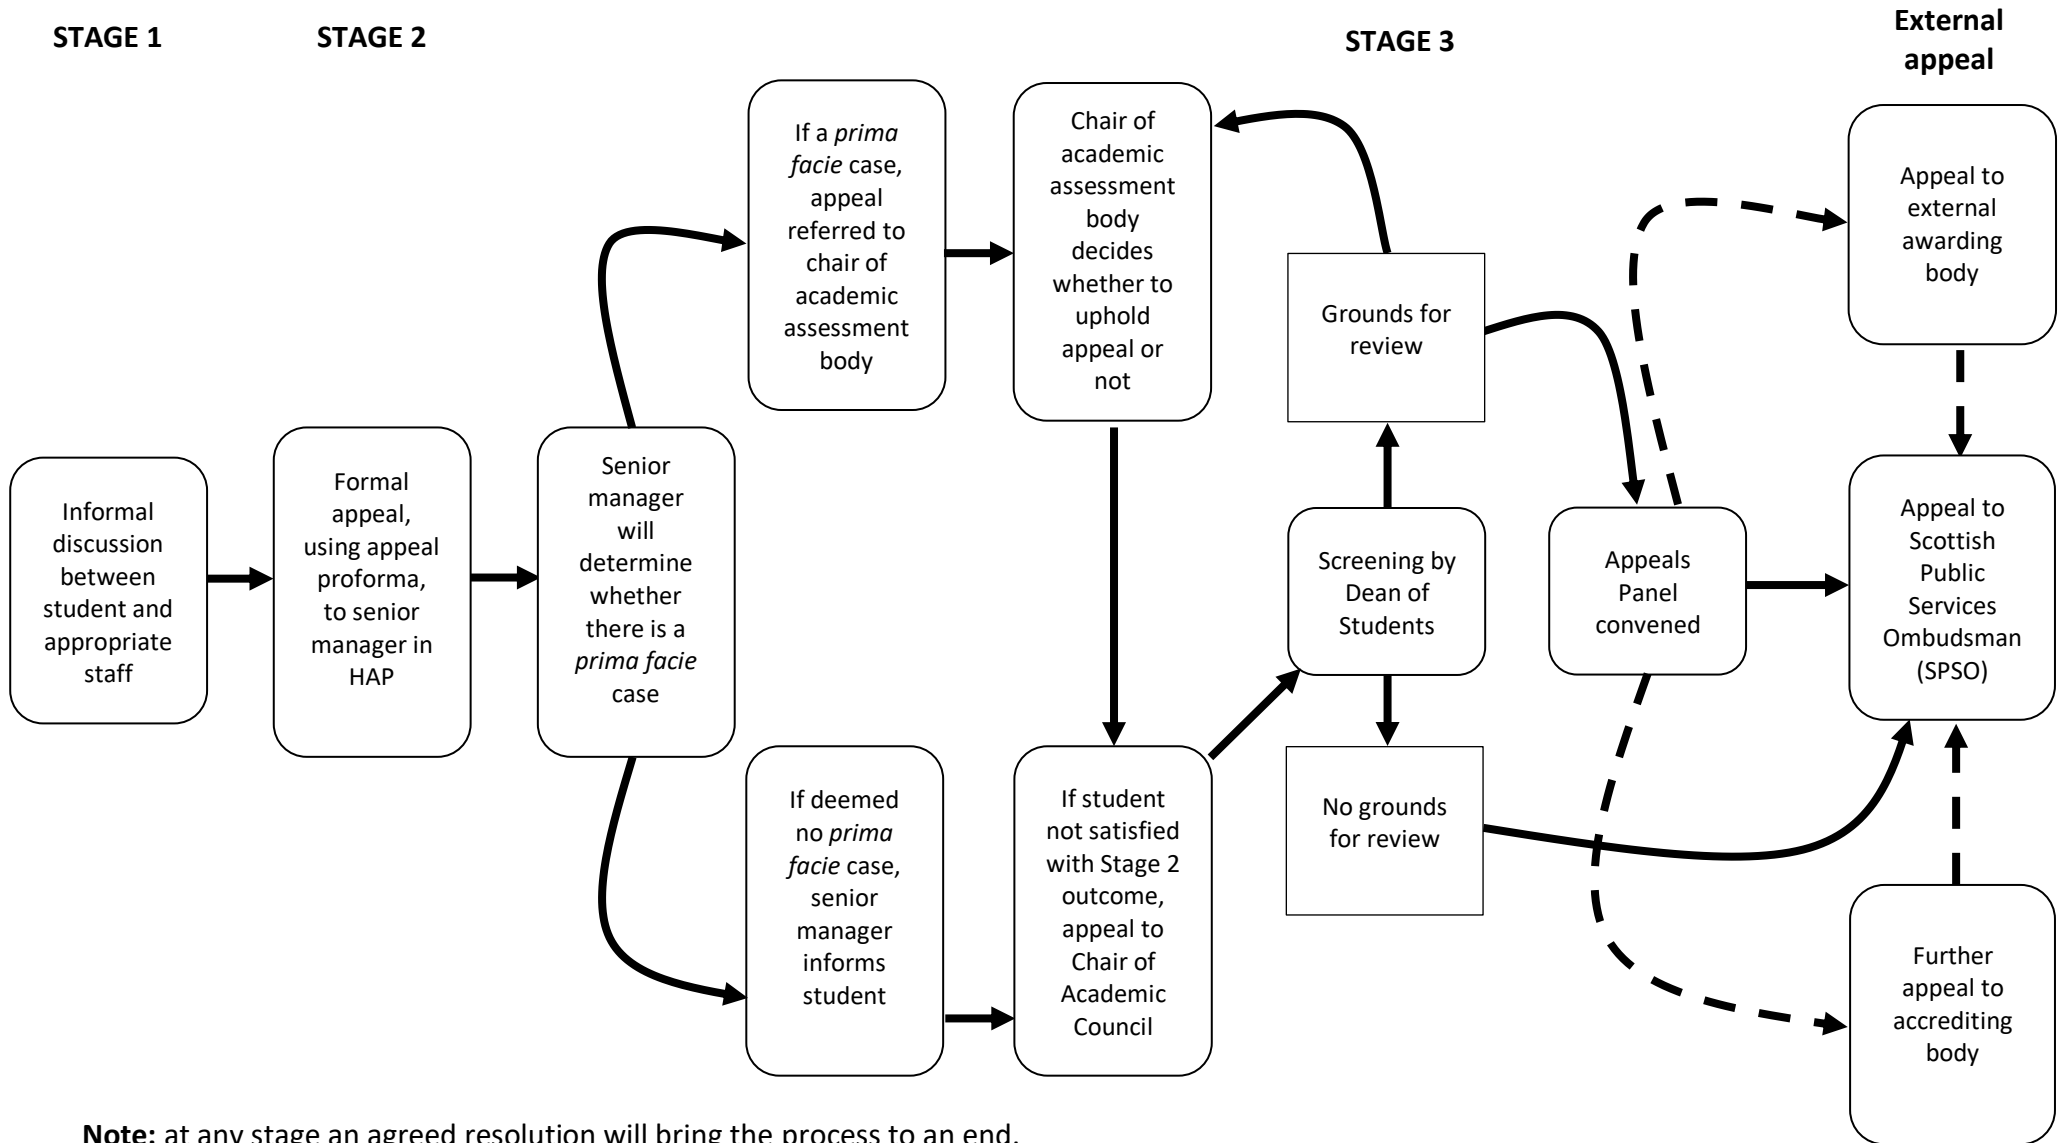 STAGE 1
STAGE 2
STAGE 3
External
appeal
Informal
discussion
between
student and
appropriate
staff
Formal
appeal,
using appeal
proforma,
to senior
manager in
HAP
Senior
manager
will
determine
whether
there is a
prima facie
case
If a prima
facie case,
appeal
referred to
chair of
academic
assessment
body
Chair of
academic
assessment
body
decides
whether to
uphold
appeal or
not
If deemed
no prima
facie case,
senior
manager
informs
student
If student
not satisfied
with Stage 2
outcome,
appeal to
Chair of
Academic
Council
Grounds for
review
Screening by
Dean of
Students
No grounds
for review
Appeals
Panel
convened
Appeal to
external
awarding
body
Appeal to
Scottish
Public
Services
Ombudsman
(SPSO)
Further
appeal to
accrediting
body
Note: at any stage an agreed resolution will bring the process to an end.